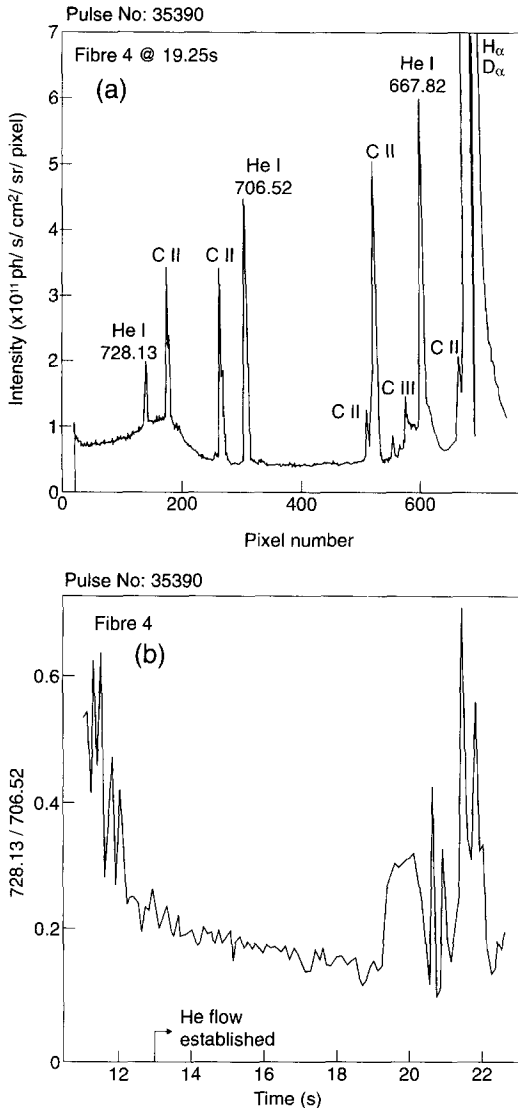 Pulse No: 35390
Fibre 4 @ 19.25s
(a)
He I
728.13
C II
C II
He I
706.52
C II
C II
C III
He I
667.82
C II
Hα
Dα
Intensity (x10¹¹ ph/ s/ cm²/ sr/ pixel)
7
6
5
4
3
2
1
0
0
200
400
600
Pixel number
Pulse No: 35390
Fibre 4
(b)
728.13 / 706.52
0.6
0.4
0.2
0
He flow
established
12
14
16
18
20
22
Time (s)